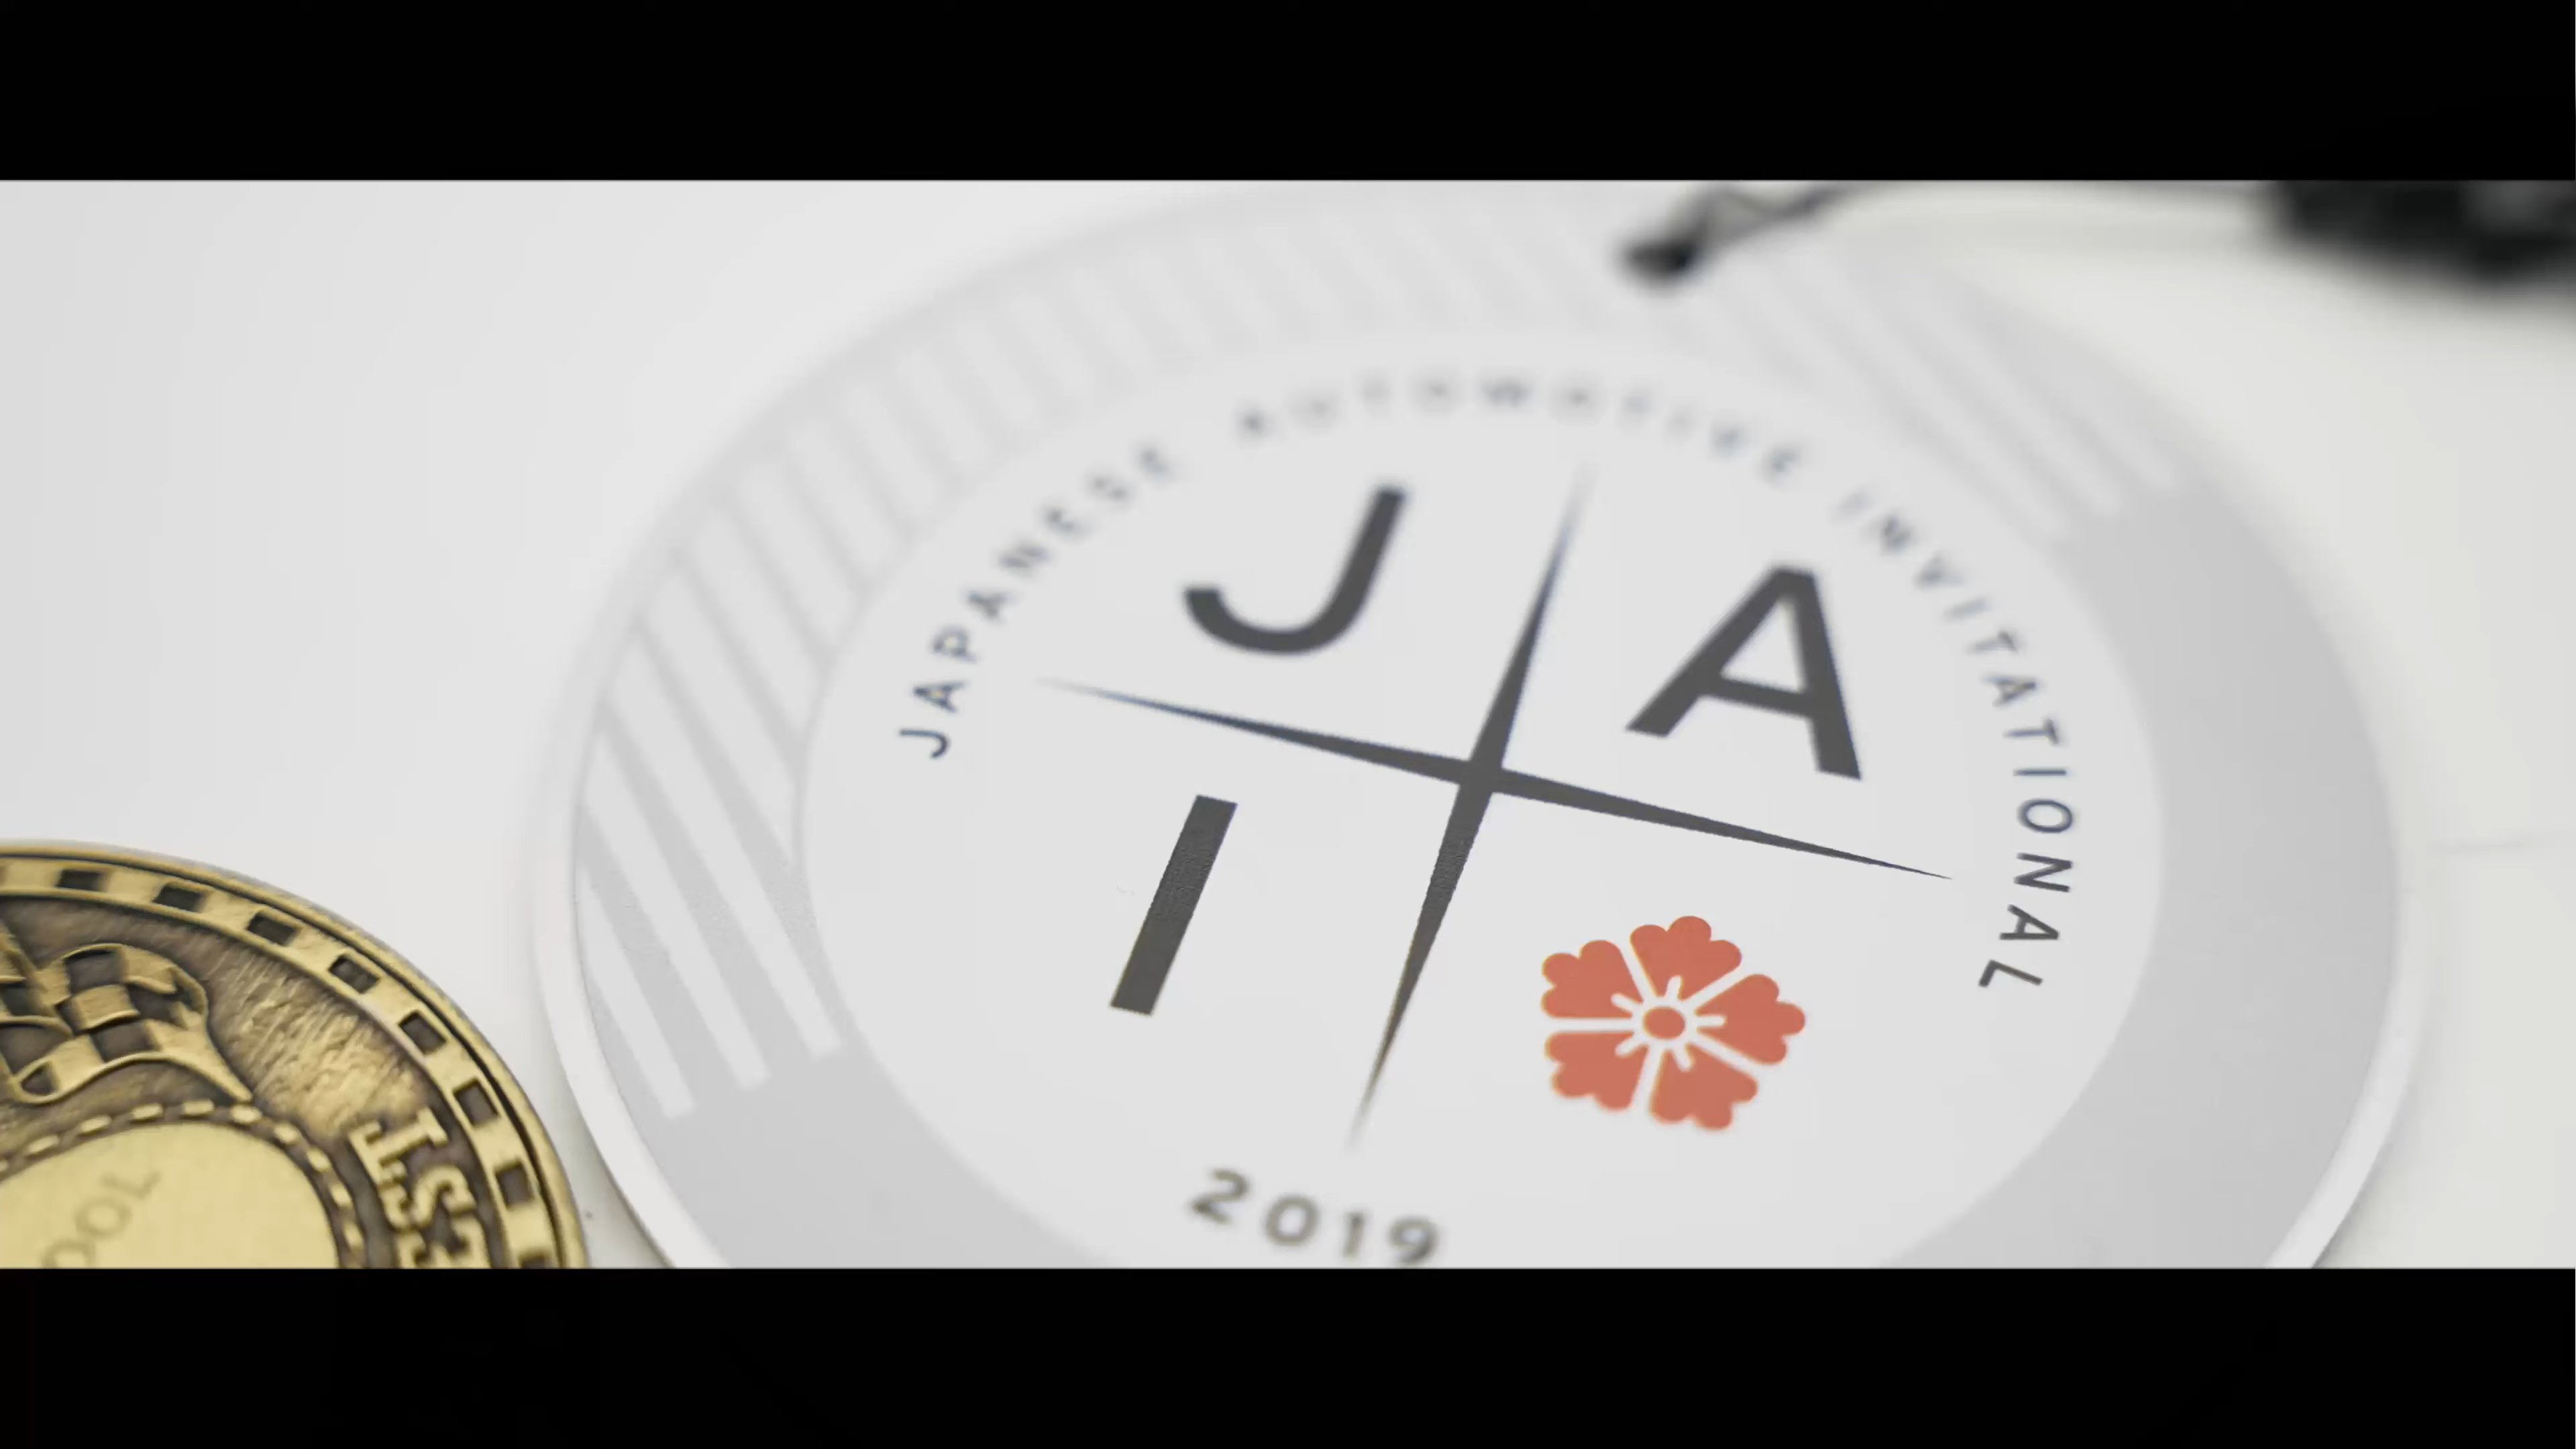 JAPANESE AUTOMOTIVE INVITATIONAL
J A
I
2019